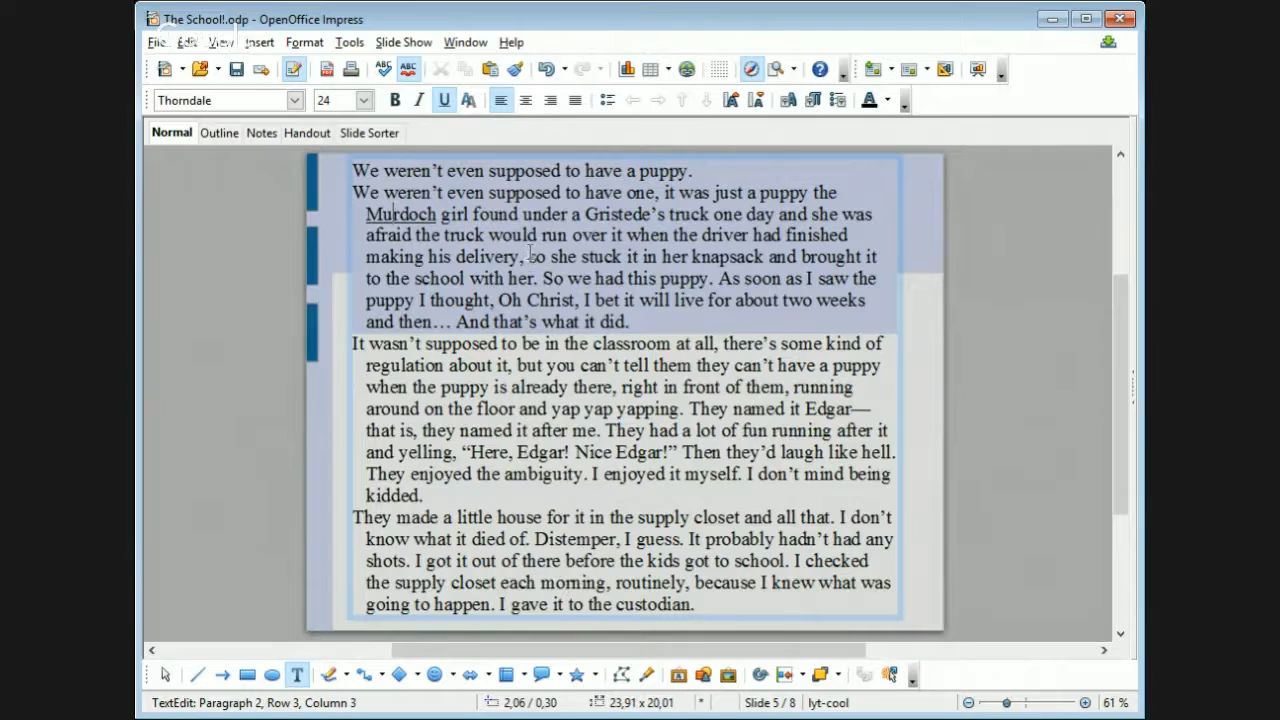 The School!.odp - OpenOffice Impress
File Edit View Insert Format Tools Slide Show Window Help
Thorndale 24 B I U
Normal Outline Notes Handout Slide Sorter
We weren't even supposed to have a puppy.
We weren't even supposed to have one, it was just a puppy the
Murdoch girl found under a Gristede's truck one day and she was
afraid the truck would run over it when the driver had finished
making his delivery, so she stuck it in her knapsack and brought it
to the school with her. So we had this puppy. As soon as I saw the
puppy I thought, Oh Christ, I bet it will live for about two weeks
and then… And that's what it did.
It wasn't supposed to be in the classroom at all, there's some kind of
regulation about it, but you can't tell them they can't have a puppy
when the puppy is already there, right in front of them, running
around on the floor and yap yap yapping. They named it Edgar—
that is, they named it after me. They had a lot of fun running after it
and yelling, “Here, Edgar! Nice Edgar!” Then they'd laugh like hell.
They enjoyed the ambiguity. I enjoyed it myself. I don't mind being
kidded.
They made a little house for it in the supply closet and all that. I don't
know what it died of. Distemper, I guess. It probably hadn't had any
shots. I got it out of there before the kids got to school. I checked
the supply closet each morning, routinely, because I knew what was
going to happen. I gave it to the custodian.
TextEdit: Paragraph 2, Row 3, Column 3 2,06 / 0,30 23,91 x 20,01 * Slide 5 / 8 lyt-cool 61 %